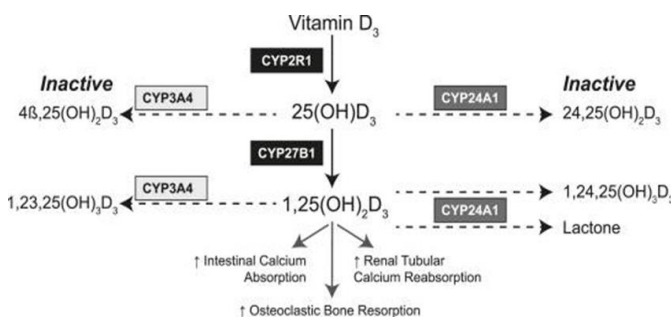 Vitamin D₃
CYP2R1
Inactive
Inactive
CYP3A4
CYP24A1
4ß,25(OH)₂D₃
25(OH)D₃
24,25(OH)₂D₃
CYP27B1
CYP3A4
1,23,25(OH)₃D₃
1,25(OH)₂D₃
1,24,25(OH)₃D₃
CYP24A1
Lactone
↑ Intestinal Calcium
Absorption
↑ Renal Tubular
Calcium Reabsorption
↑ Osteoclastic Bone Resorption